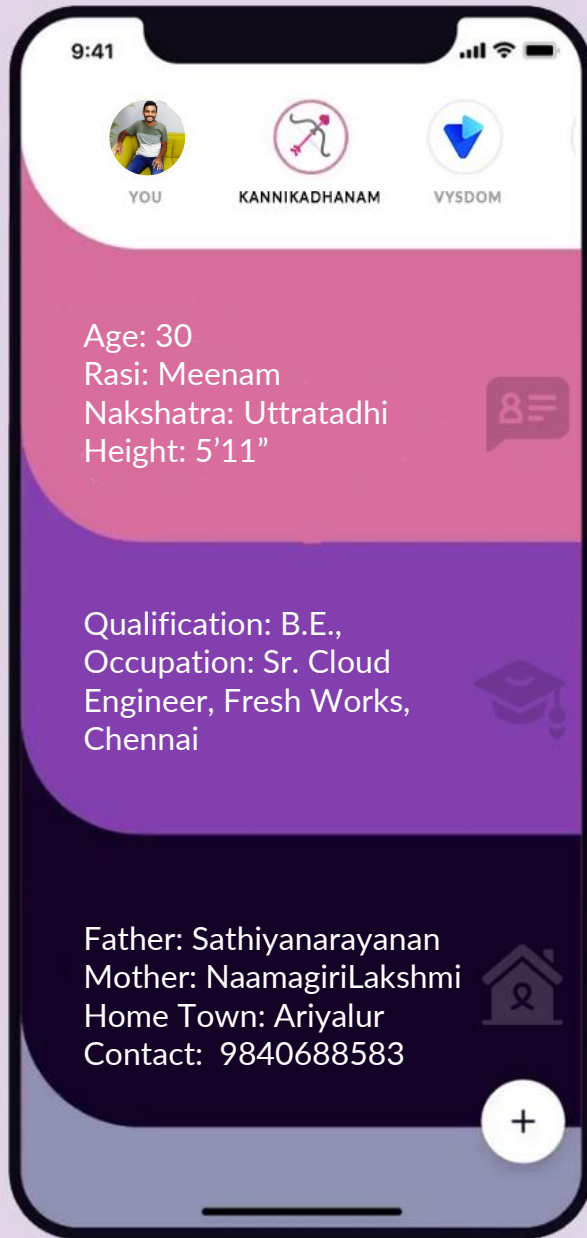 9:41
YOU
KANNIKADHANAM
VYSDOM
Age: 30
Rasi: Meenam
Nakshatra: Uttratadhi
Height: 5’11”
Qualification: B.E.,
Occupation: Sr. Cloud
Engineer, Fresh Works,
Chennai
Father: Sathiyanarayanan
Mother: NaamagiriLakshmi
Home Town: Ariyalur
Contact:  9840688583
+